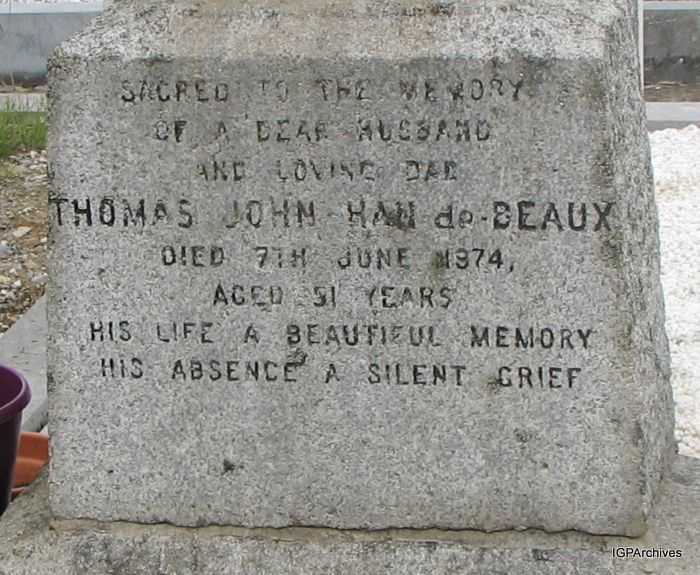 SACRED TO THE MEMORY
OF A DEAR HUSBAND
AND LOVING DAD
THOMAS JOHN HAN de-BEAUX
DIED 7TH JUNE 1974,
AGED 51 YEARS
HIS LIFE A BEAUTIFUL MEMORY
HIS ABSENCE A SILENT GRIEF
IGPArchives